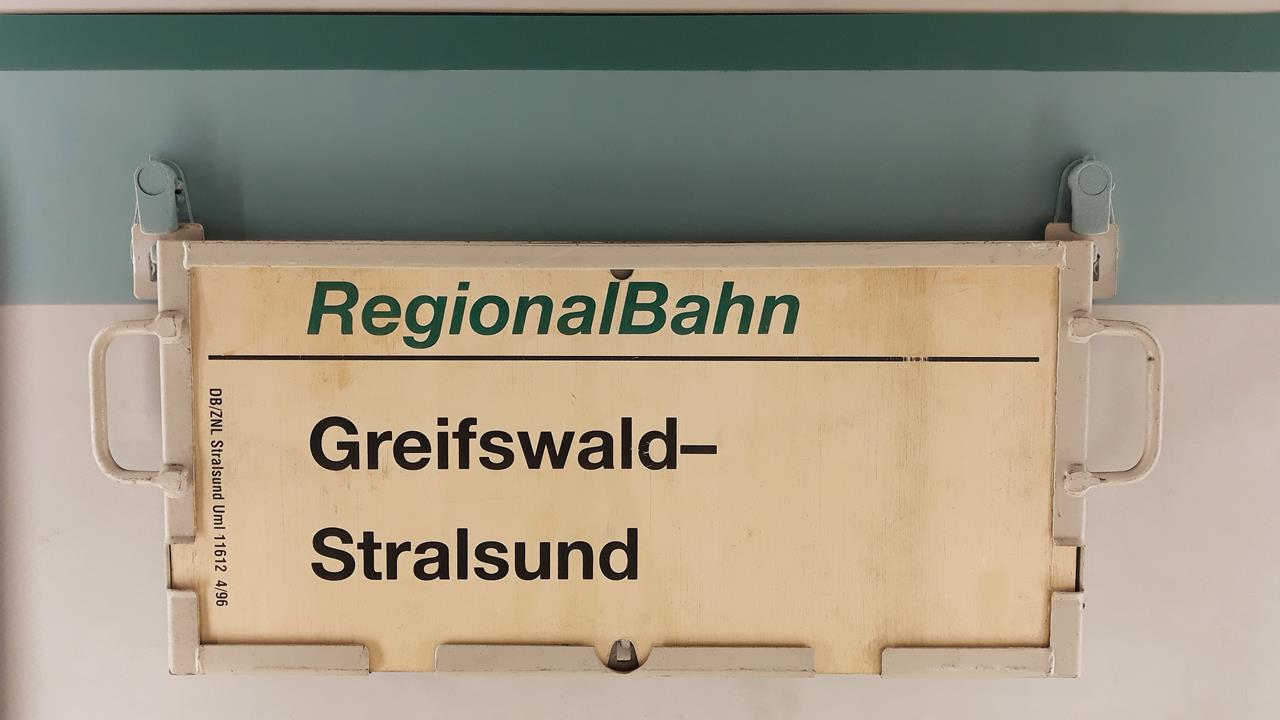 RegionalBahn
Greifswald–
Stralsund
DB/ZNL Stralsund Uml 11612 4/96